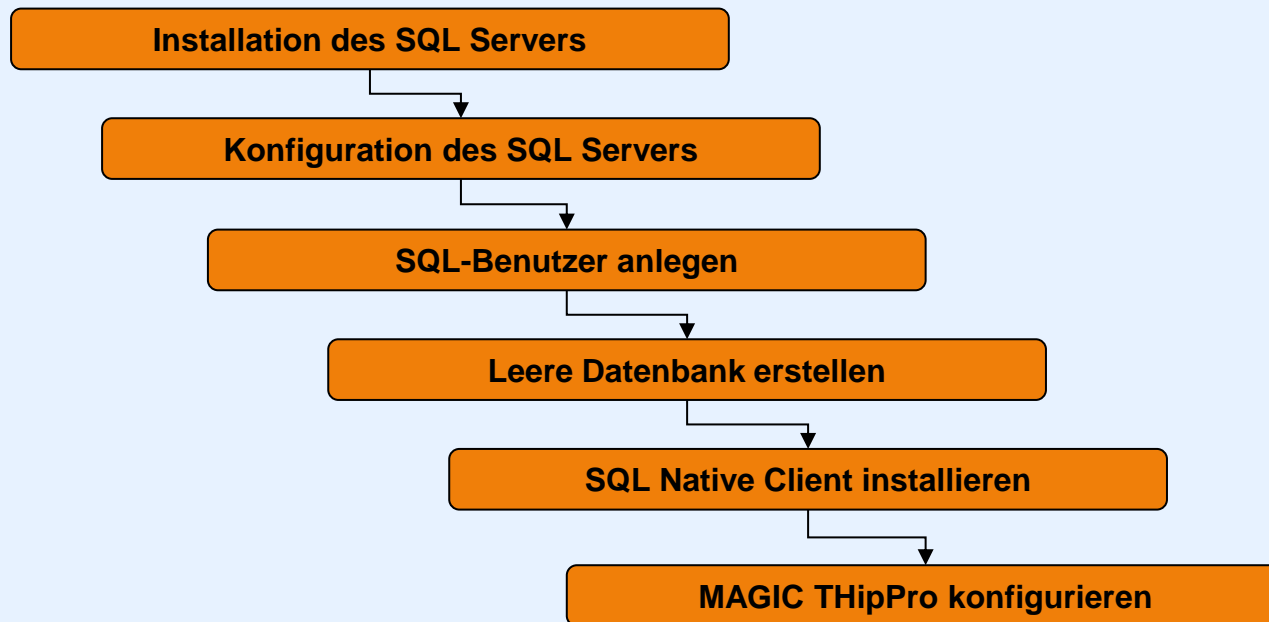 Installation des SQL Servers
Konfiguration des SQL Servers
SQL-Benutzer anlegen
Leere Datenbank erstellen
SQL Native Client installieren
MAGIC THipPro konfigurieren